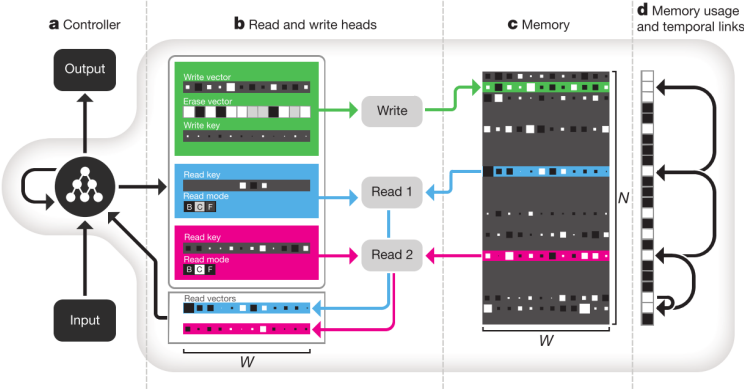 a Controller
b Read and write heads
c Memory
d Memory usage
and temporal links
Output
Input
Write vector
Erase vector
Write key
Read key
Read mode
B C F
Read key
Read mode
B C F
Read vectors
W
Write
Read 1
Read 2
N
W